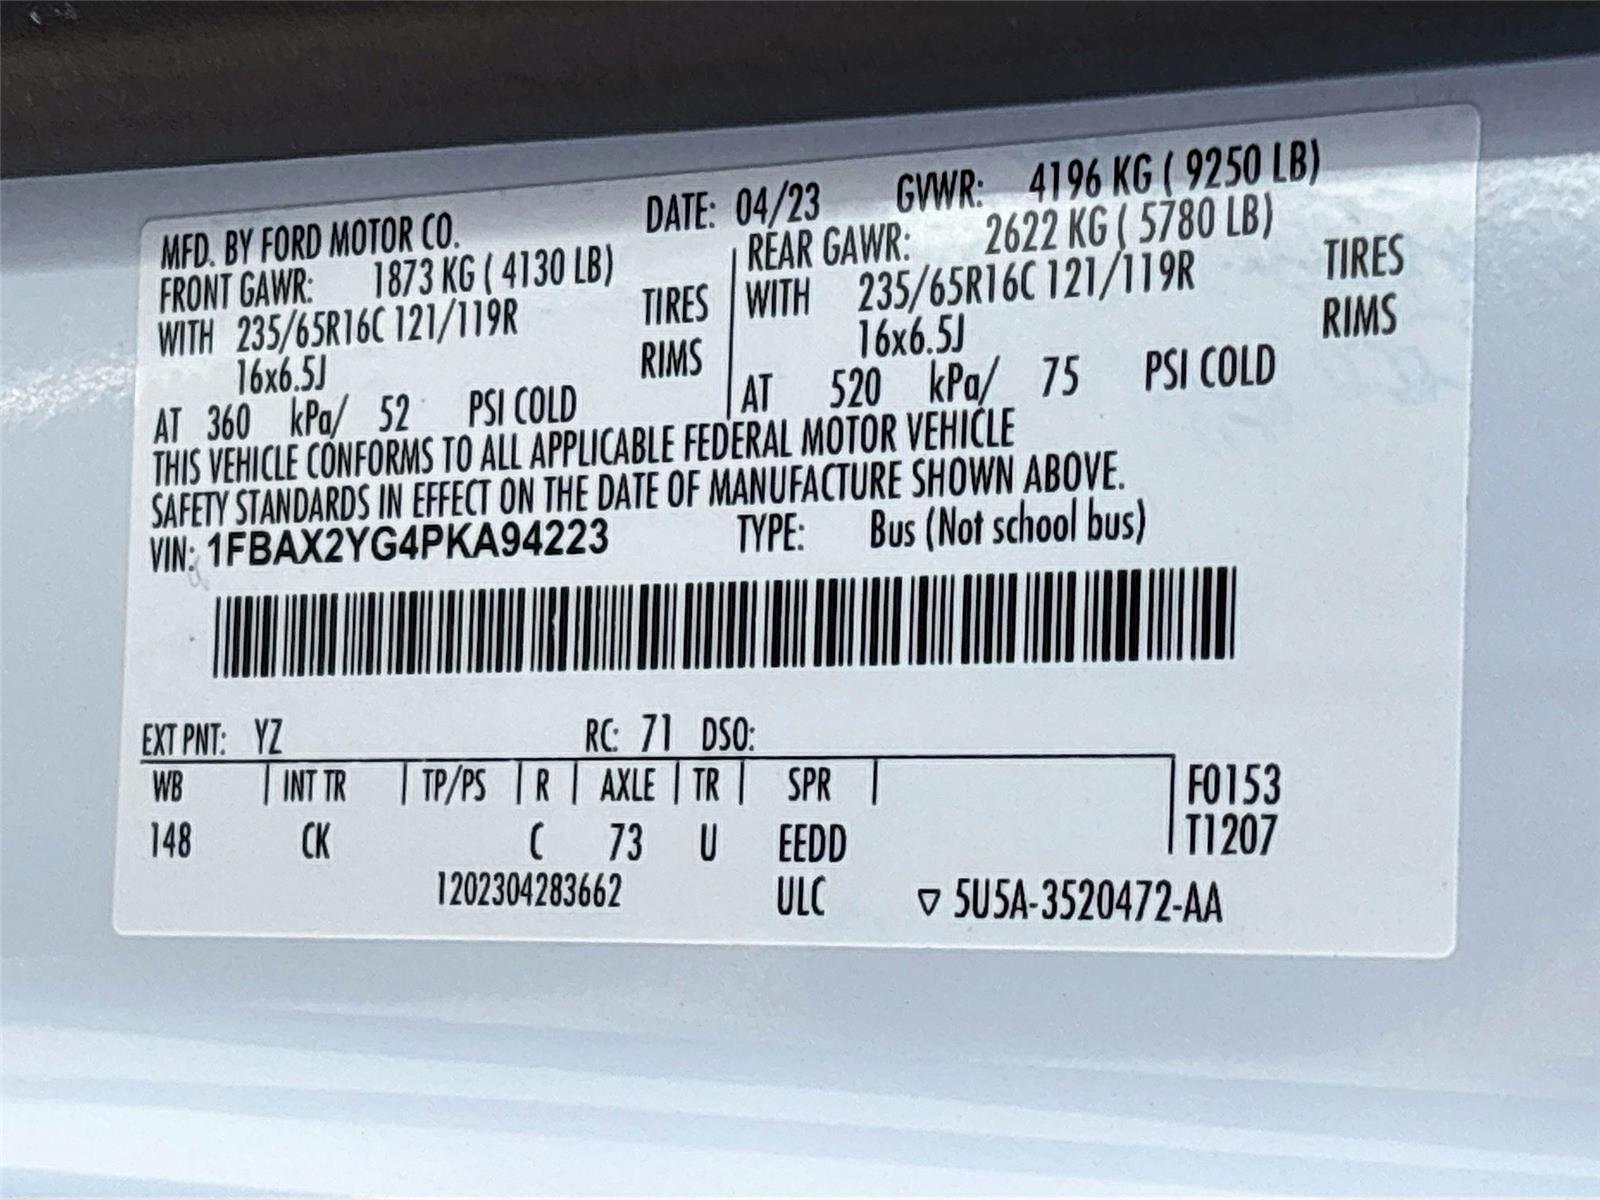 MFD. BY FORD MOTOR CO. DATE: 04/23 GVWR: 4196 KG ( 9250 LB)
FRONT GAWR: 1873 KG ( 4130 LB) REAR GAWR: 2622 KG ( 5780 LB)
WITH 235/65R16C 121/119R TIRES WITH 235/65R16C 121/119R TIRES
16x6.5J RIMS 16x6.5J RIMS
AT 360 kPa/ 52 PSI COLD AT 520 kPa/ 75 PSI COLD
THIS VEHICLE CONFORMS TO ALL APPLICABLE FEDERAL MOTOR VEHICLE
SAFETY STANDARDS IN EFFECT ON THE DATE OF MANUFACTURE SHOWN ABOVE.
VIN: 1FBAX2YG4PKA94223 TYPE: Bus (Not school bus)
EXT PNT: YZ RC: 71 DSO:
WB INT TR TP/PS R AXLE TR SPR F0153
148 CK C 73 U EEDD T1207
1202304283662 ULC ▽ 5U5A-3520472-AA